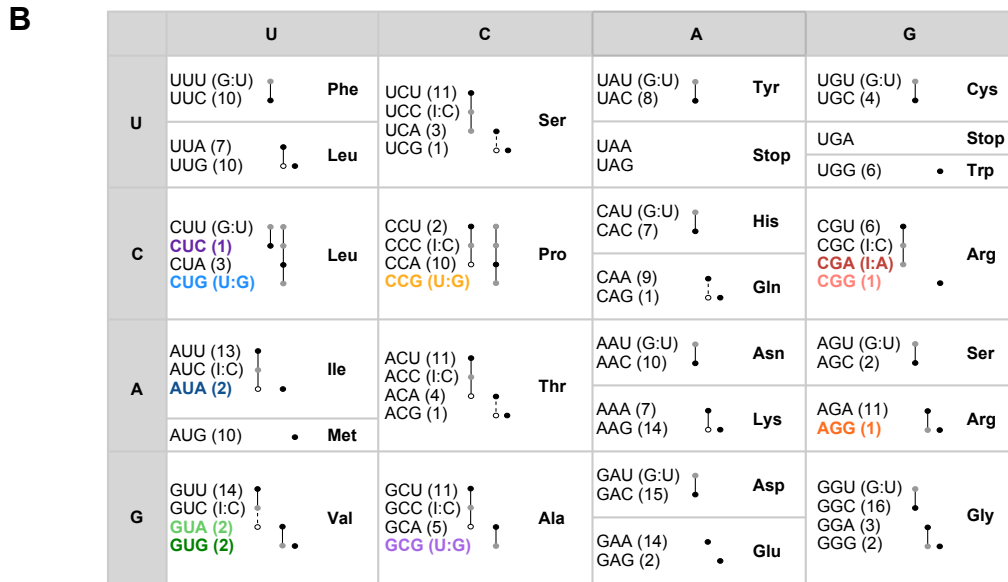 B
U C A G
U
UUU (G:U)
UUC (10)
Phe
UUA (7)
UUG (10)
Leu
UCU (11)
UCC (I:C)
UCA (3)
UCG (1)
Ser
UAU (G:U)
UAC (8)
Tyr
UAA
UAG
Stop
UGU (G:U)
UGC (4)
Cys
UGA
Stop
UGG (6)
Trp
C
CUU (G:U)
CUC (1)
CUA (3)
CUG (U:G)
Leu
CCU (2)
CCC (I:C)
CCA (10)
CCG (U:G)
Pro
CAU (G:U)
CAC (7)
His
CAA (9)
CAG (1)
Gln
CGU (6)
CGC (I:C)
CGA (I:A)
CGG (1)
Arg
A
AUU (13)
AUC (I:C)
AUA (2)
Ile
AUG (10)
Met
ACU (11)
ACC (I:C)
ACA (4)
ACG (1)
Thr
AAU (G:U)
AAC (10)
Asn
AAA (7)
AAG (14)
Lys
AGU (G:U)
AGC (2)
Ser
AGA (11)
AGG (1)
Arg
G
GUU (14)
GUC (I:C)
GUA (2)
GUG (2)
Val
GCU (11)
GCC (I:C)
GCA (5)
GCG (U:G)
Ala
GAU (G:U)
GAC (15)
Asp
GAA (14)
GAG (2)
Glu
GGU (G:U)
GGC (16)
GGA (3)
GGG (2)
Gly